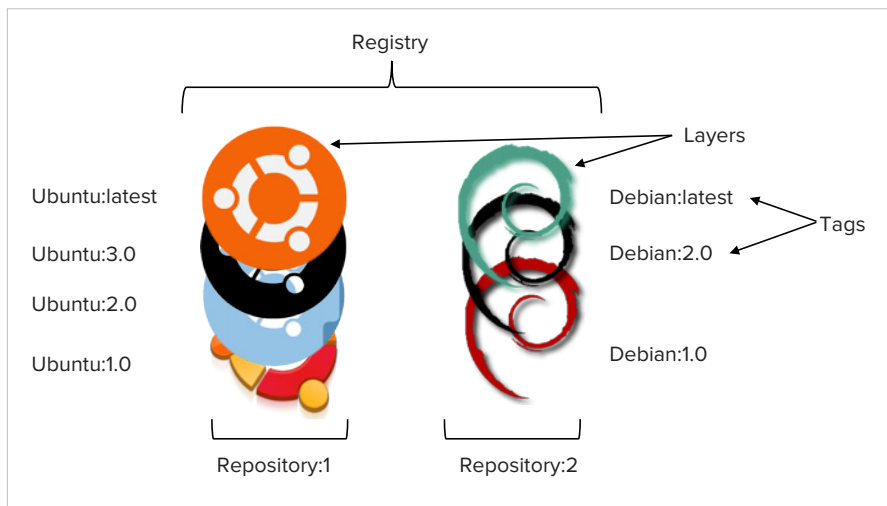 Registry
Layers
Ubuntu:latest
Debian:latest
Tags
Ubuntu:3.0
Debian:2.0
Ubuntu:2.0
Ubuntu:1.0
Debian:1.0
Repository:1
Repository:2